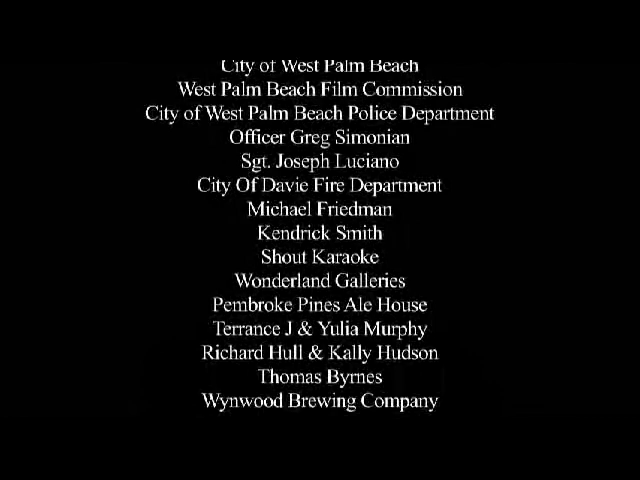 City of West Palm Beach
West Palm Beach Film Commission
City of West Palm Beach Police Department
Officer Greg Simonian
Sgt. Joseph Luciano
City Of Davie Fire Department
Michael Friedman
Kendrick Smith
Shout Karaoke
Wonderland Galleries
Pembroke Pines Ale House
Terrance J & Yulia Murphy
Richard Hull & Kally Hudson
Thomas Byrnes
Wynwood Brewing Company